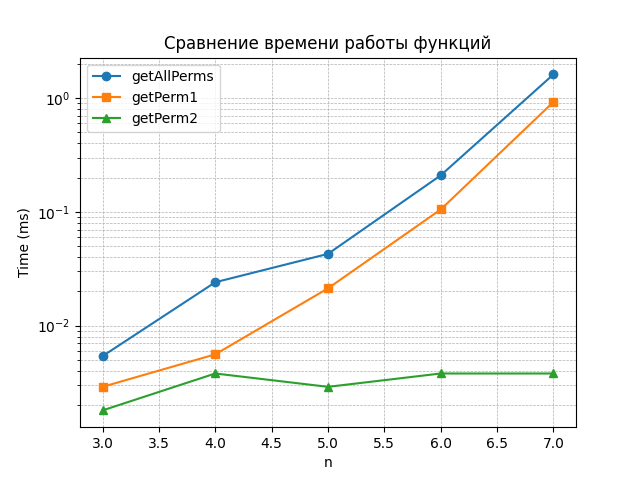 Сравнение времени работы функций
getAllPerms
getPerm1
getPerm2
Time (ms)
10⁰
10⁻¹
10⁻²
3.0 3.5 4.0 4.5 5.0 5.5 6.0 6.5 7.0
n